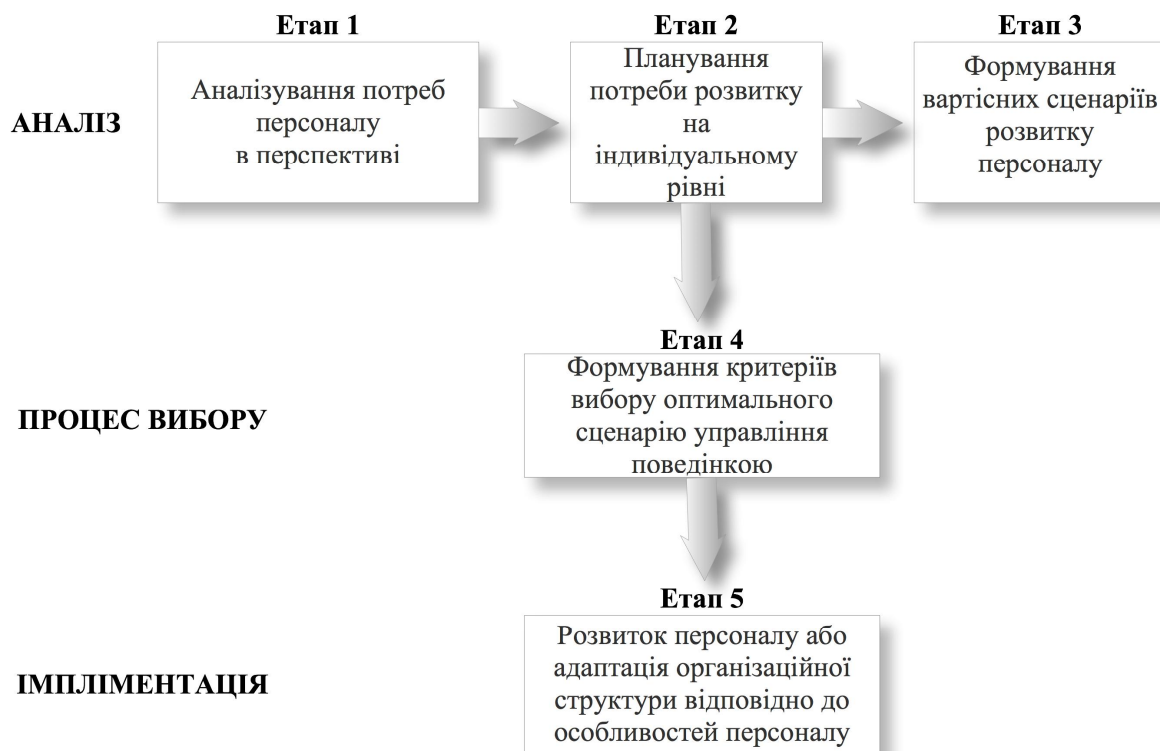 Етап 1
Етап 2
Етап 3
АНАЛІЗ
Аналізування потреб
персоналу
в перспективі
Планування
потреби розвитку
на
індивідуальному
рівні
Формування
вартісних сценаріїв
розвитку
персоналу
Етап 4
ПРОЦЕС ВИБОРУ
Формування критеріїв
вибору оптимального
сценарію управління
поведінкою
Етап 5
ІМПЛІМЕНТАЦІЯ
Розвиток персоналу або
адаптація організаційної
структури відповідно до
особливостей персоналу